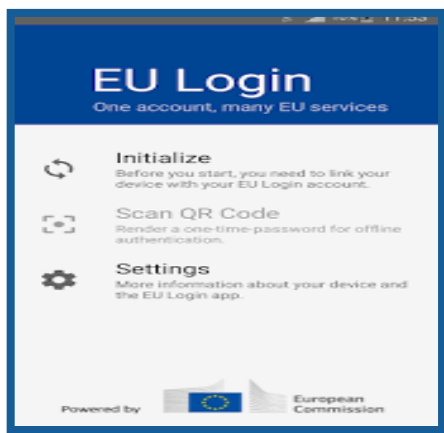 11:53
EU Login
One account, many EU services
Initialize
Before you start, you need to link your
device with your EU Login account.
Scan QR Code
Render a one-time-password for offline
authentication.
Settings
More information about your device and
the EU Login app.
Powered by
European
Commission